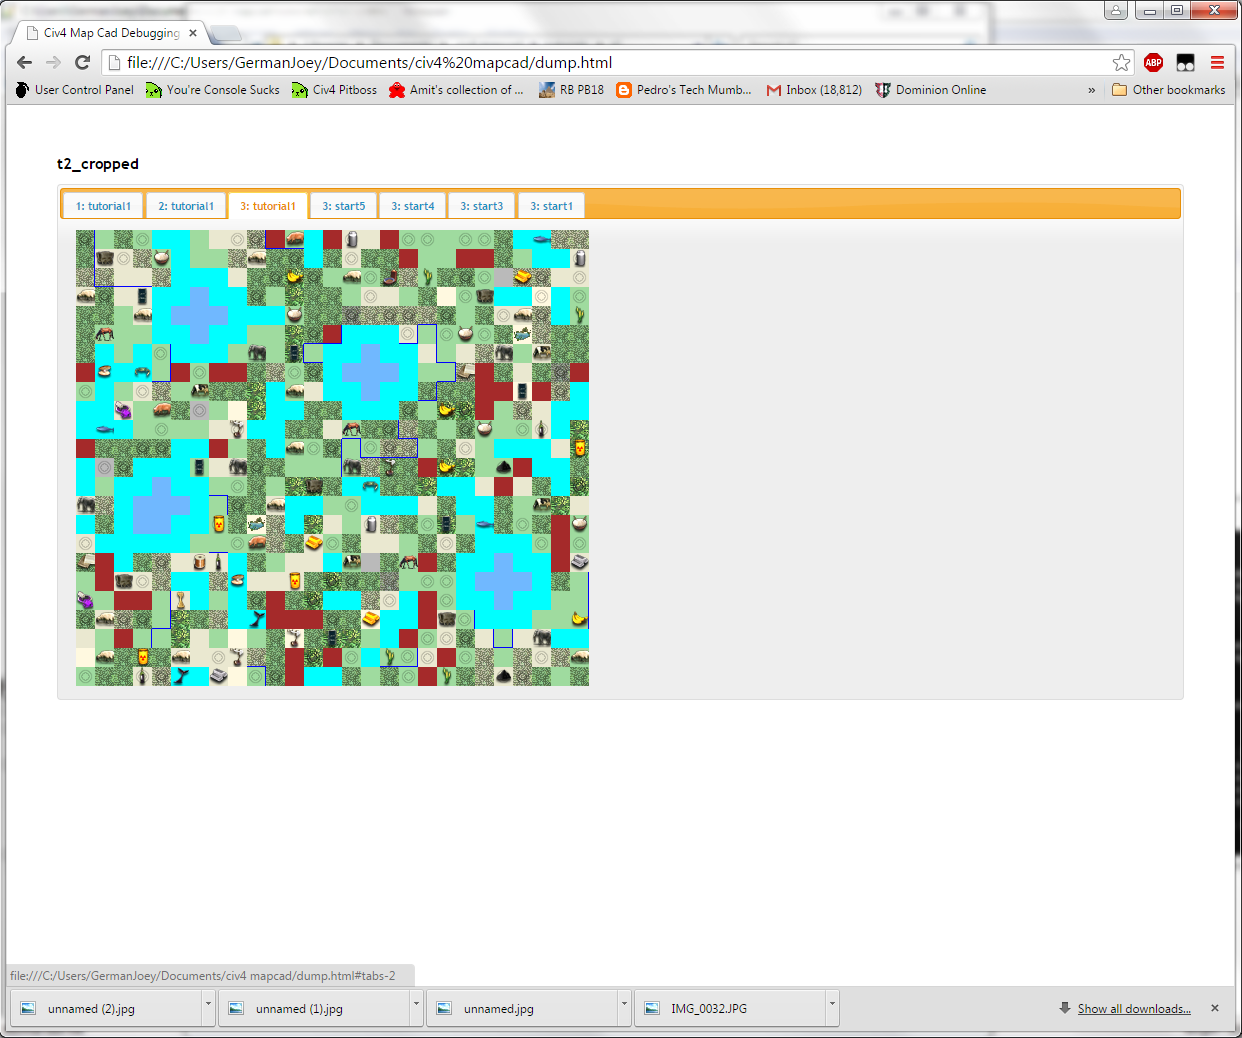 Civ4 Map Cad Debugging
file:///C:/Users/GermanJoey/Documents/civ4%20mapcad/dump.html
ABP
User Control Panel
You're Console Sucks
Civ4 Pitboss
Amit's collection of ...
RB PB18
Pedro's Tech Mumb...
Inbox (18,812)
Dominion Online
»
Other bookmarks
t2_cropped
1: tutorial1
2: tutorial1
3: tutorial1
3: start5
3: start4
3: start3
3: start1
file:///C:/Users/GermanJoey/Documents/civ4 mapcad/dump.html#tabs-2
unnamed (2).jpg
unnamed (1).jpg
unnamed.jpg
IMG_0032.JPG
Show all downloads...